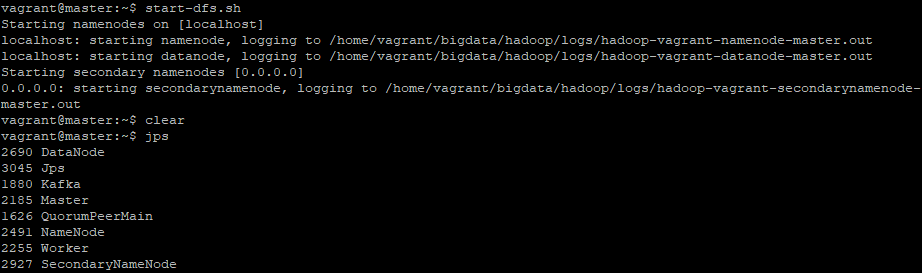 vagrant@master:~$ start-dfs.sh
Starting namenodes on [localhost]
localhost: starting namenode, logging to /home/vagrant/bigdata/hadoop/logs/hadoop-vagrant-namenode-master.out
localhost: starting datanode, logging to /home/vagrant/bigdata/hadoop/logs/hadoop-vagrant-datanode-master.out
Starting secondary namenodes [0.0.0.0]
0.0.0.0: starting secondarynamenode, logging to /home/vagrant/bigdata/hadoop/logs/hadoop-vagrant-secondarynamenode-
master.out
vagrant@master:~$ clear
vagrant@master:~$ jps
2690 DataNode
3045 Jps
1880 Kafka
2185 Master
1626 QuorumPeerMain
2491 NameNode
2255 Worker
2927 SecondaryNameNode